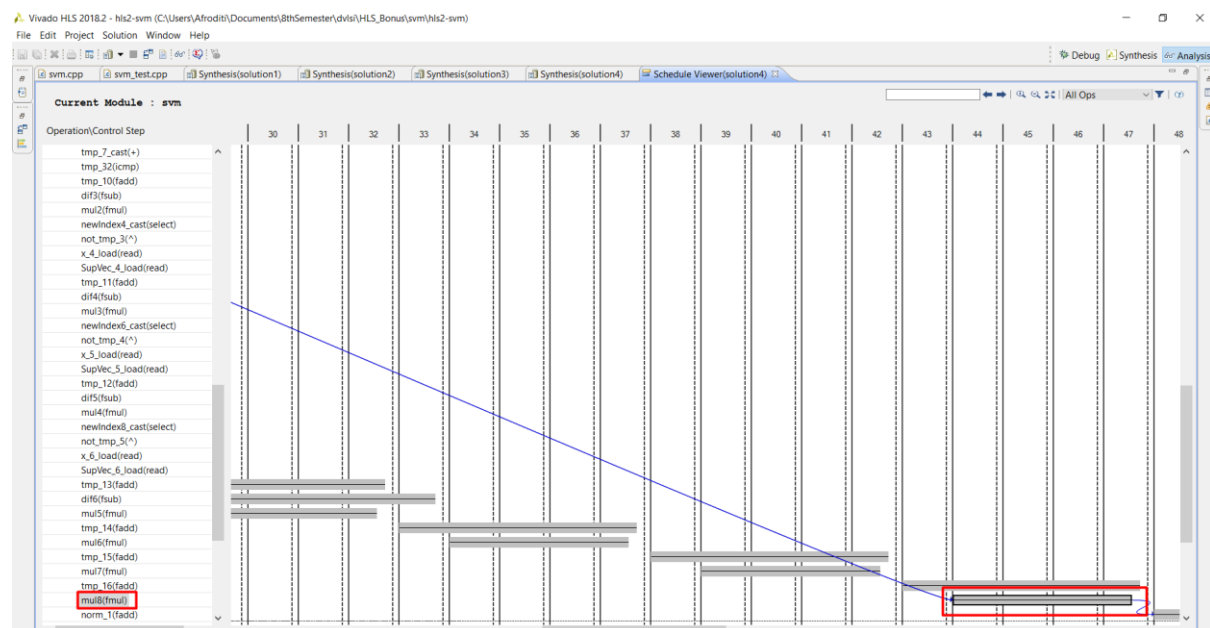 Vivado HLS 2018.2 - hls2-svm (C:\Users\Afroditi\Documents\8thSemester\dvlsi\HLS_Bonus\svm\hls2-svm)
File Edit Project Solution Window Help
Debug Synthesis Analysis
svm.cpp svm_test.cpp Synthesis(solution1) Synthesis(solution2) Synthesis(solution3) Synthesis(solution4) Schedule Viewer(solution4)
Current Module : svm
All Ops
Operation\Control Step 30 31 32 33 34 35 36 37 38 39 40 41 42 43 44 45 46 47 48
tmp_7_cast(+)
tmp_32(icmp)
tmp_10(fadd)
dif3(fsub)
mul2(fmul)
newIndex4_cast(select)
not_tmp_3(^)
x_4_load(read)
SupVec_4_load(read)
tmp_11(fadd)
dif4(fsub)
mul3(fmul)
newIndex6_cast(select)
not_tmp_4(^)
x_5_load(read)
SupVec_5_load(read)
tmp_12(fadd)
dif5(fsub)
mul4(fmul)
newIndex8_cast(select)
not_tmp_5(^)
x_6_load(read)
SupVec_6_load(read)
tmp_13(fadd)
dif6(fsub)
mul5(fmul)
tmp_14(fadd)
mul6(fmul)
tmp_15(fadd)
mul7(fmul)
tmp_16(fadd)
mul8(fmul)
norm_1(fadd)